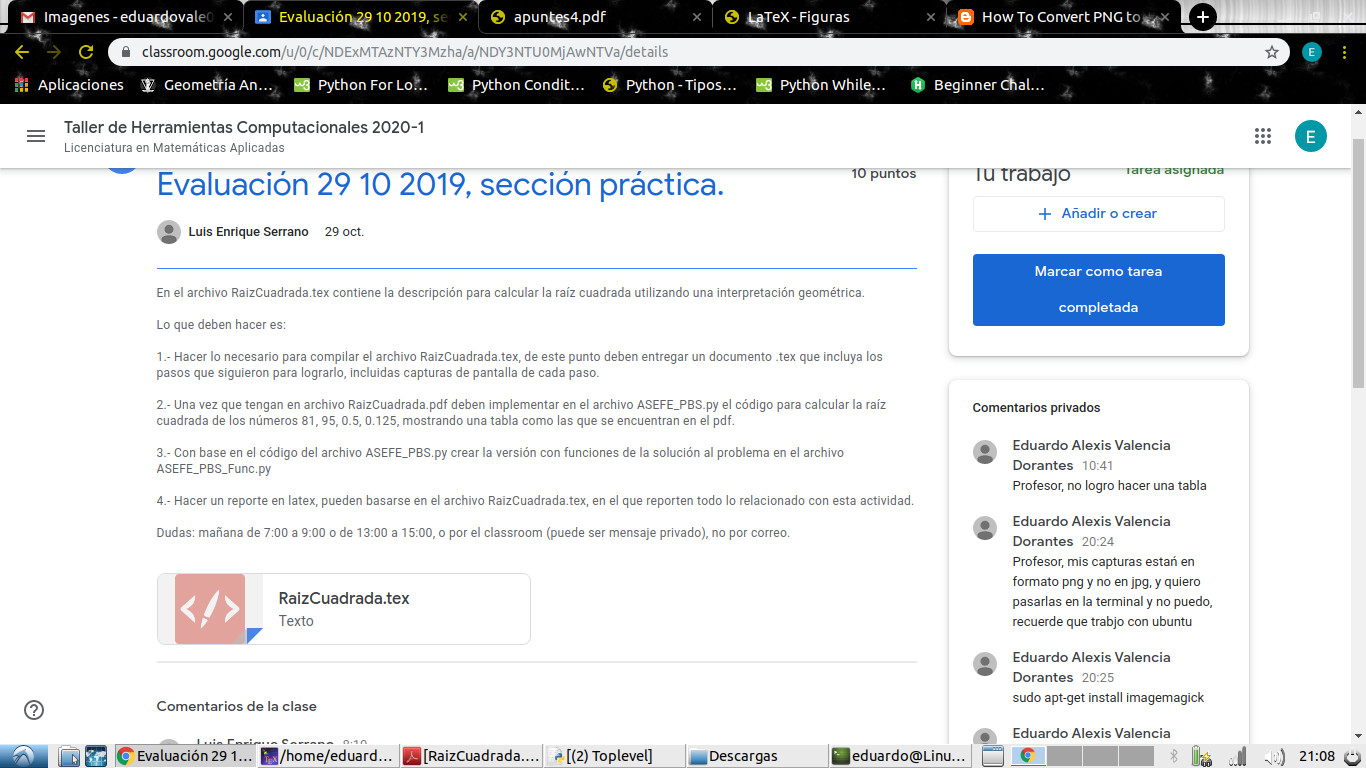 Imagenes - eduardovale
Evaluación 29 10 2019, se
apuntes4.pdf
LaTeX - Figuras
How To Convert PNG to
classroom.google.com/u/0/c/NDExMTAzNTY3Mzha/a/NDY3NTU0MjAwNTVa/details
E
Aplicaciones
Geometría An...
Python For Lo...
Python Condit...
Python - Tipos...
Python While...
Beginner Chal...
Taller de Herramientas Computacionales 2020-1
Licenciatura en Matemáticas Aplicadas
E
Evaluación 29 10 2019, sección práctica.
10 puntos
Luis Enrique Serrano 29 oct.
En el archivo RaizCuadrada.tex contiene la descripción para calcular la raíz cuadrada utilizando una interpretación geométrica.
Lo que deben hacer es:
1.- Hacer lo necesario para compilar el archivo RaizCuadrada.tex, de este punto deben entregar un documento .tex que incluya los
pasos que siguieron para lograrlo, incluidas capturas de pantalla de cada paso.
2.- Una vez que tengan en archivo RaizCuadrada.pdf deben implementar en el archivo ASEFE_PBS.py el código para calcular la raíz
cuadrada de los números 81, 95, 0.5, 0.125, mostrando una tabla como las que se encuentran en el pdf.
3.- Con base en el código del archivo ASEFE_PBS.py crear la versión con funciones de la solución al problema en el archivo
ASEFE_PBS_Func.py
4.- Hacer un reporte en latex, pueden basarse en el archivo RaizCuadrada.tex, en el que reporten todo lo relacionado con esta actividad.
Dudas: mañana de 7:00 a 9:00 o de 13:00 a 15:00, o por el classroom (puede ser mensaje privado), no por correo.
RaizCuadrada.tex
Texto
Comentarios de la clase
Luis Enrique Serrano 8:19
Tu trabajo
Tarea asignada
Añadir o crear
Marcar como tarea
completada
Comentarios privados
Eduardo Alexis Valencia
Dorantes 10:41
Profesor, no logro hacer una tabla
Eduardo Alexis Valencia
Dorantes 20:24
Profesor, mis capturas estań en
formato png y no en jpg, y quiero
pasarlas en la terminal y no puedo,
recuerde que trabjo con ubuntu
Eduardo Alexis Valencia
Dorantes 20:25
sudo apt-get install imagemagick
Eduardo Alexis Valencia
Evaluación 29 1...
/home/eduard...
[RaizCuadrada....
[(2) Toplevel]
Descargas
eduardo@Linu...
21:08